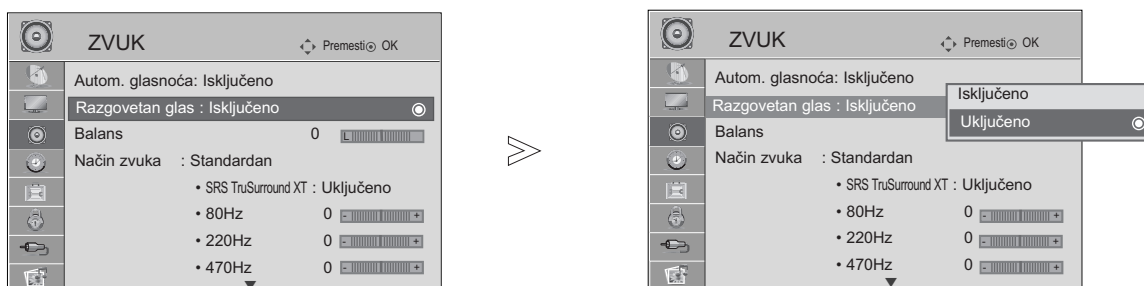 ZVUK Premesti OK
Autom. glasnoća: Isključeno
Razgovetan glas : Isključeno
Balans 0 L
Način zvuka : Standardan
• SRS TruSurround XT : Uključeno
• 80Hz 0 - +
• 220Hz 0 - +
• 470Hz 0 - +
ZVUK Premesti OK
Autom. glasnoća: Isključeno
Razgovetan glas : Isključeno
Isključeno
Uključeno
Balans
Način zvuka : Standardan
• SRS TruSurround XT : Uključeno
• 80Hz 0 - +
• 220Hz 0 - +
• 470Hz 0 - +